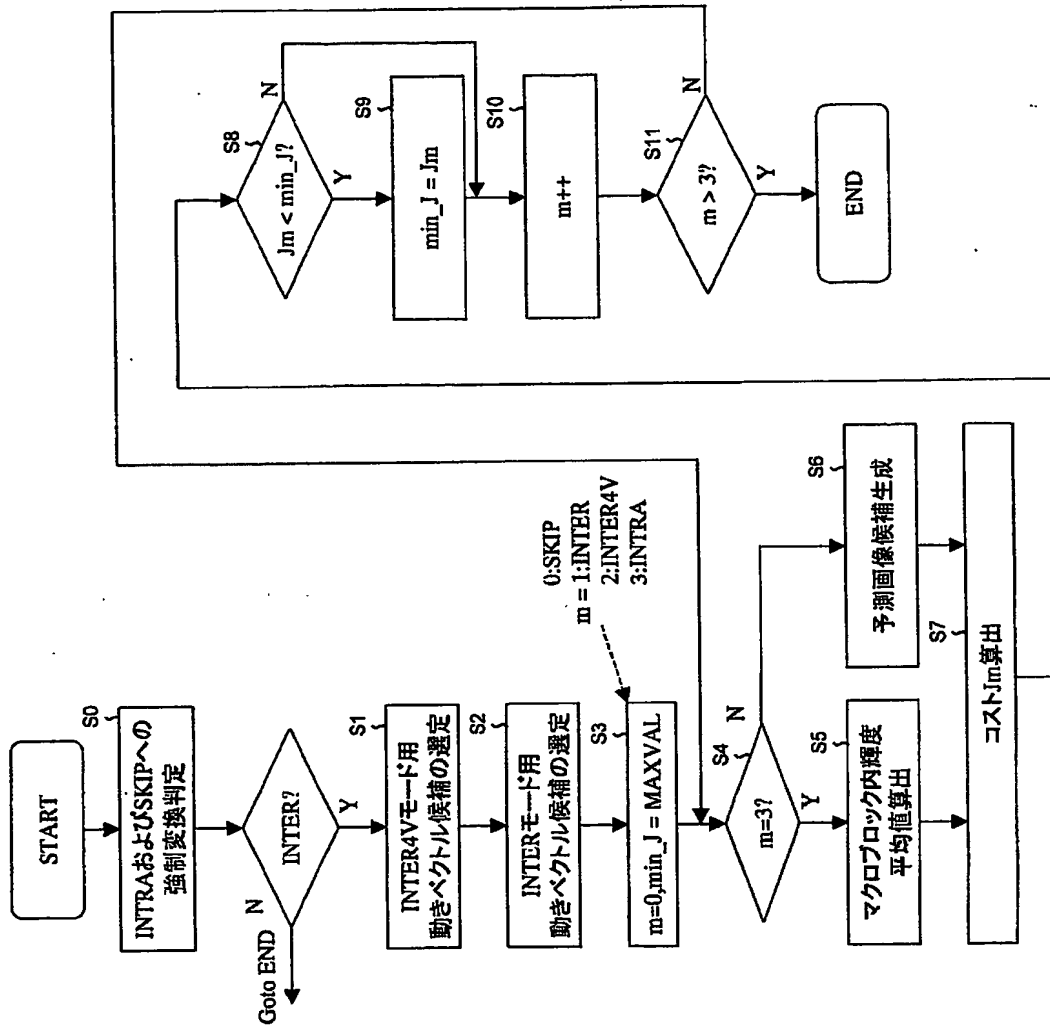 START
S0
INTRAおよびSKIPへの
強制変換判定
INTER?
N
Goto END
Y
S1
INTER4Vモード用
動きベクトル候補の選定
S2
INTERモード用
動きベクトル候補の選定
S3
m=0,min_J = MAXVAL
0:SKIP
m = 1:INTER
2:INTER4V
3:INTRA
S4
m=3?
N
Y
S5
マクロブロック内輝度
平均値算出
S6
予測画像候補生成
S7
コストJm算出
S8
Jm < min_J?
N
Y
S9
min_J = Jm
S10
m++
S11
m > 3?
N
Y
END